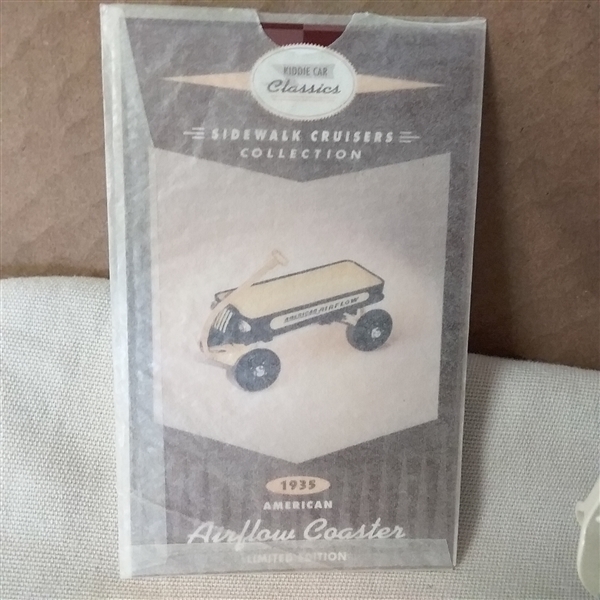 KIDDIE CAR
Classics
SIDEWALK CRUISERS
COLLECTION
AMERICAN AIRFLOW
1935
AMERICAN
Airflow Coaster
LIMITED EDITION